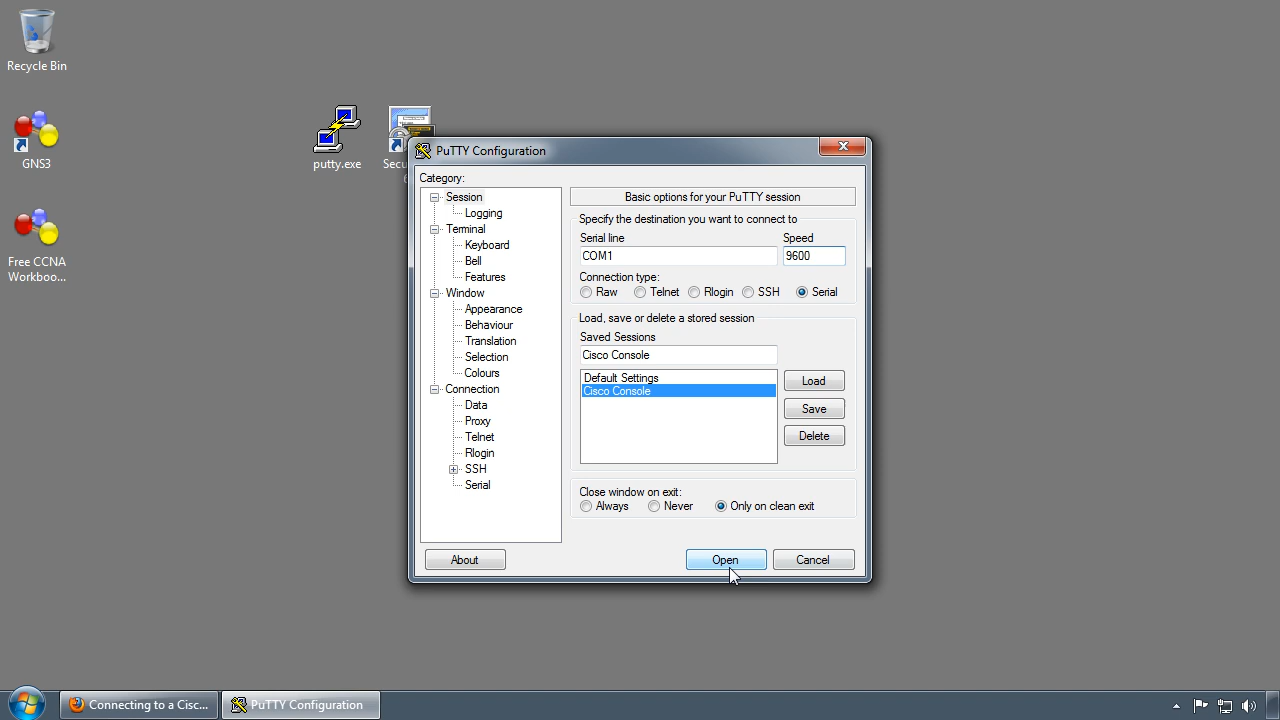 Recycle Bin
GNS3
Free CCNA
Workboo...
putty.exe
Secu
PuTTY Configuration
Category:
Session
Logging
Terminal
Keyboard
Bell
Features
Window
Appearance
Behaviour
Translation
Selection
Colours
Connection
Data
Proxy
Telnet
Rlogin
SSH
Serial
Basic options for your PuTTY session
Specify the destination you want to connect to
Serial line Speed
COM1 9600
Connection type:
Raw Telnet Rlogin SSH Serial
Load, save or delete a stored session
Saved Sessions
Cisco Console
Default Settings
Cisco Console
Load
Save
Delete
Close window on exit:
Always Never Only on clean exit
About Open Cancel
Connecting to a Cisc... PuTTY Configuration